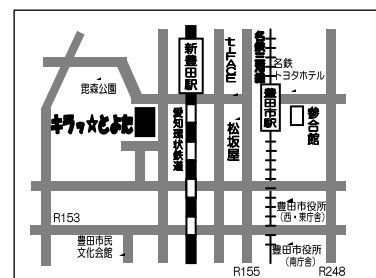 新豊田駅
t-FACE
名鉄三河線
名鉄
トヨタホテル
毘森公園
豊田市駅
キラッ☆とよた
愛知環状鉄道
松坂屋
参合館
R153
豊田市役所
(西・東庁舎)
豊田市民
文化会館
豊田市役所
(南庁舎)
R155
R248